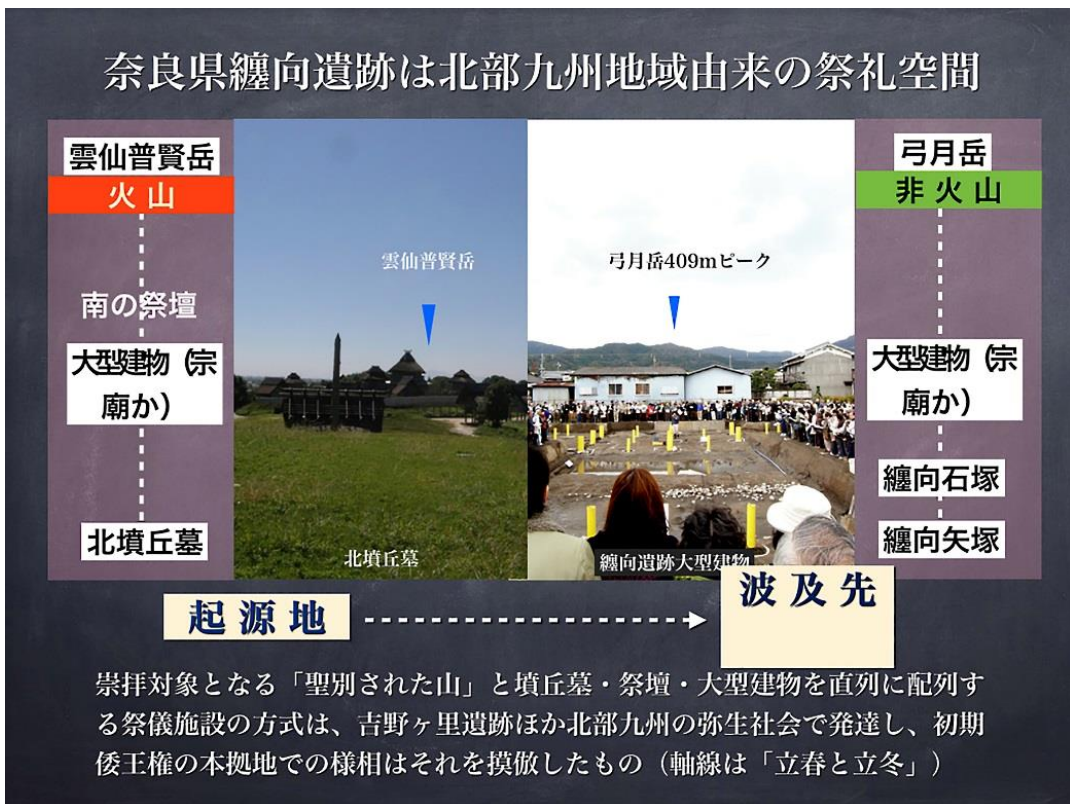 奈良県纏向遺跡は北部九州地域由来の祭礼空間
雲仙普賢岳
火山
南の祭壇
大型建物（宗
廟か）
北墳丘墓
雲仙普賢岳
北墳丘墓
弓月岳409mピーク
纏向遺跡大型建物
弓月岳
非火山
大型建物（宗
廟か）
纏向石塚
纏向矢塚
起源地
波及先
崇拝対象となる「聖別された山」と墳丘墓・祭壇・大型建物を直列に配列す
る祭儀施設の方式は、吉野ヶ里遺跡ほか北部九州の弥生社会で発達し、初期
倭王権の本拠地での様相はそれを摸倣したもの（軸線は「立春と立冬」）